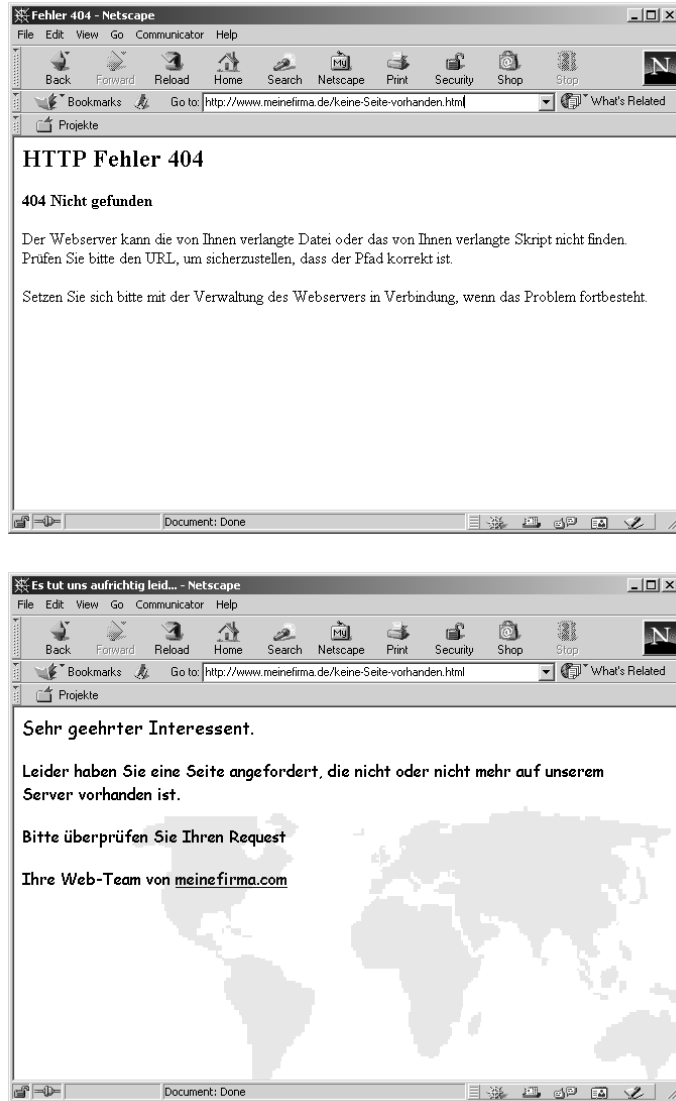 Fehler 404 - Netscape
File Edit View Go Communicator Help
Back Forward Reload Home Search Netscape Print Security Shop Stop
Bookmarks Go to: http://www.meinefirma.de/keine-Seite-vorhanden.html What's Related
Projekte
HTTP Fehler 404
404 Nicht gefunden
Der Webserver kann die von Ihnen verlangte Datei oder das von Ihnen verlangte Skript nicht finden.
Prüfen Sie bitte den URL, um sicherzustellen, dass der Pfad korrekt ist.
Setzen Sie sich bitte mit der Verwaltung des Webservers in Verbindung, wenn das Problem fortbesteht.
Document: Done
Es tut uns aufrichtig leid... - Netscape
File Edit View Go Communicator Help
Back Forward Reload Home Search Netscape Print Security Shop Stop
Bookmarks Go to: http://www.meinefirma.de/keine-Seite-vorhanden.html What's Related
Projekte
Sehr geehrter Interessent.
Leider haben Sie eine Seite angefordert, die nicht oder nicht mehr auf unserem
Server vorhanden ist.
Bitte überprüfen Sie Ihren Request
Ihre Web-Team von meinefirma.com
Document: Done